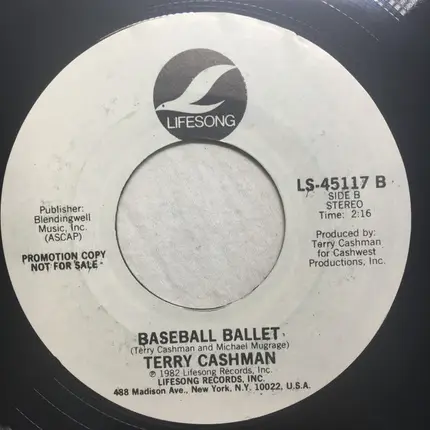 LIFESONG
LS-45117 B
SIDE B
STEREO
Time: 2:16
Publisher:
Blendingwell
Music, Inc.
(ASCAP)
PROMOTION COPY
NOT FOR SALE
Produced by:
Terry Cashman
for Cashwest
Productions, Inc.
BASEBALL BALLET
(Terry Cashman and Michael Mugrage)
TERRY CASHMAN
℗ 1982 Lifesong Records, Inc.
LIFESONG RECORDS, INC.
488 Madison Ave., New York, N.Y. 10022, U.S.A.